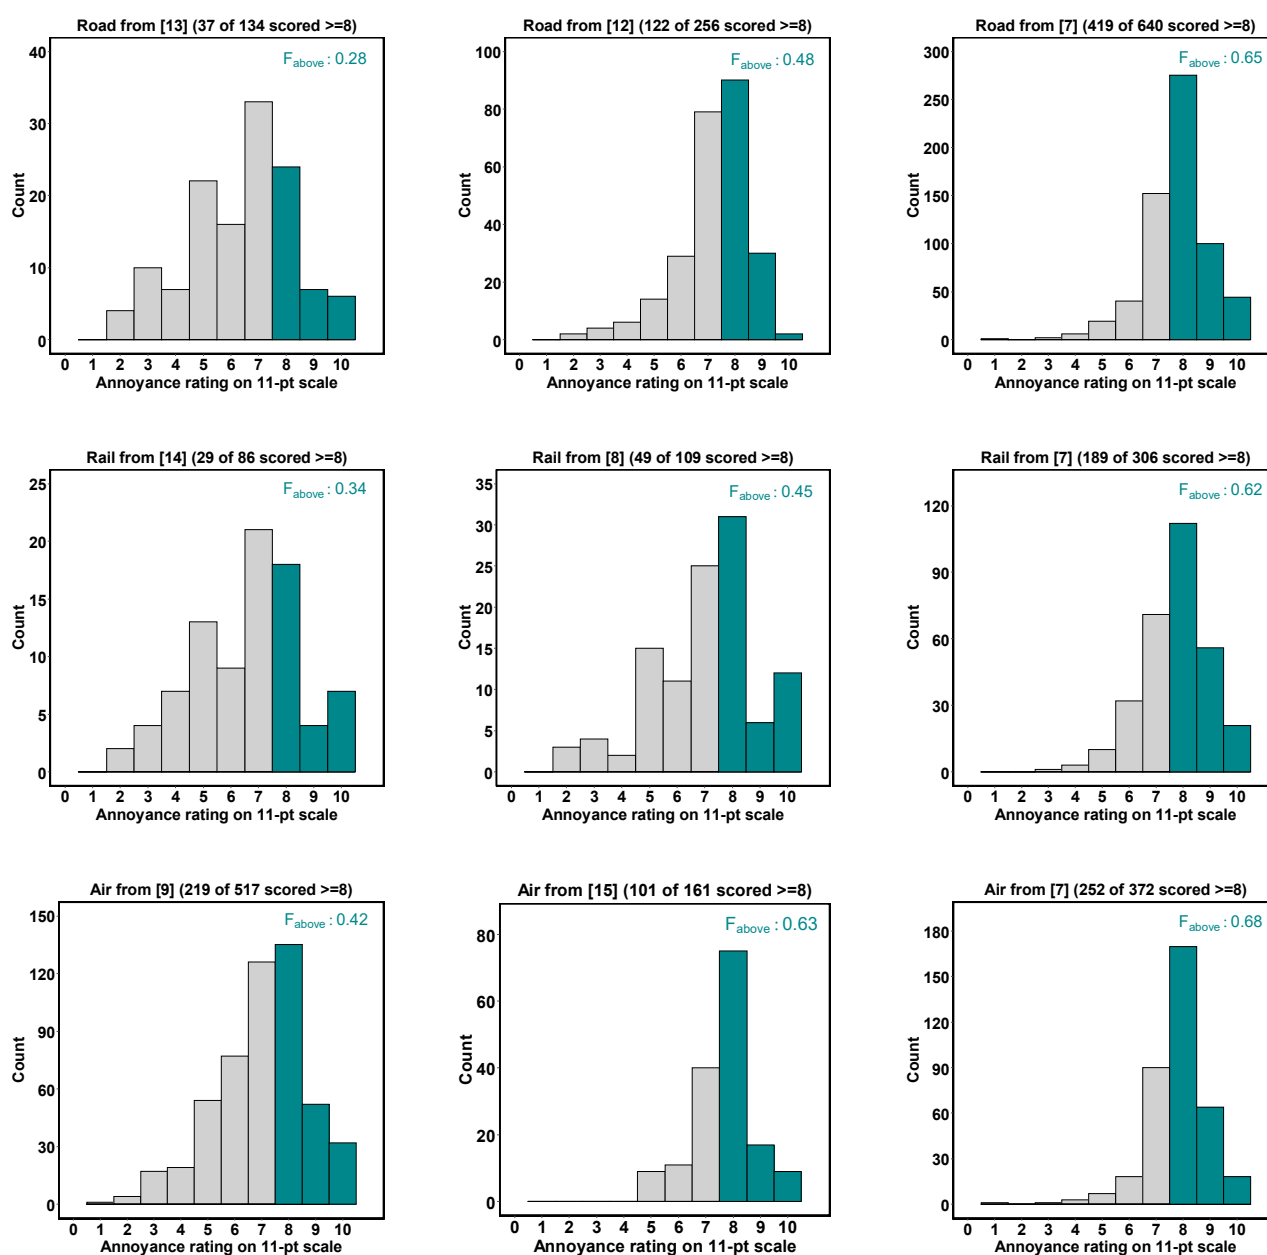 Road from [13] (37 of 134 scored >=8)
F above : 0.28
40
30
20
10
0
Count
0 1 2 3 4 5 6 7 8 9 10
Annoyance rating on 11-pt scale
Road from [12] (122 of 256 scored >=8)
F above : 0.48
100
80
60
40
20
0
Count
0 1 2 3 4 5 6 7 8 9 10
Annoyance rating on 11-pt scale
Road from [7] (419 of 640 scored >=8)
F above : 0.65
300
250
200
150
100
50
0
Count
0 1 2 3 4 5 6 7 8 9 10
Annoyance rating on 11-pt scale
Rail from [14] (29 of 86 scored >=8)
F above : 0.34
25
20
15
10
5
0
Count
0 1 2 3 4 5 6 7 8 9 10
Annoyance rating on 11-pt scale
Rail from [8] (49 of 109 scored >=8)
F above : 0.45
35
30
25
20
15
10
5
0
Count
0 1 2 3 4 5 6 7 8 9 10
Annoyance rating on 11-pt scale
Rail from [7] (189 of 306 scored >=8)
F above : 0.62
120
90
60
30
0
Count
0 1 2 3 4 5 6 7 8 9 10
Annoyance rating on 11-pt scale
Air from [9] (219 of 517 scored >=8)
F above : 0.42
150
120
90
60
30
0
Count
0 1 2 3 4 5 6 7 8 9 10
Annoyance rating on 11-pt scale
Air from [15] (101 of 161 scored >=8)
F above : 0.63
80
60
40
20
0
Count
0 1 2 3 4 5 6 7 8 9 10
Annoyance rating on 11-pt scale
Air from [7] (252 of 372 scored >=8)
F above : 0.68
180
150
120
90
60
30
0
Count
0 1 2 3 4 5 6 7 8 9 10
Annoyance rating on 11-pt scale